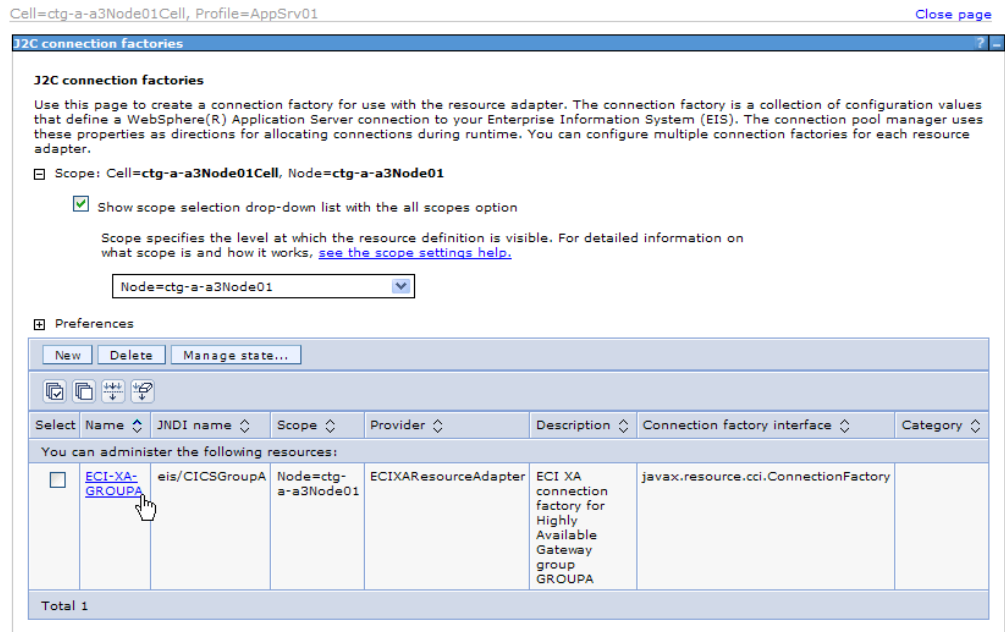 Cell=ctg-a-a3Node01Cell, Profile=AppSrv01
Close page
J2C connection factories
?
J2C connection factories
Use this page to create a connection factory for use with the resource adapter. The connection factory is a collection of configuration values
that define a WebSphere(R) Application Server connection to your Enterprise Information System (EIS). The connection pool manager uses
these properties as directions for allocating connections during runtime. You can configure multiple connection factories for each resource
adapter.
Scope: Cell=ctg-a-a3Node01Cell, Node=ctg-a-a3Node01
Show scope selection drop-down list with the all scopes option
Scope specifies the level at which the resource definition is visible. For detailed information on
what scope is and how it works, see the scope settings help.
Node=ctg-a-a3Node01
Preferences
New Delete Manage state...
Select Name JNDI name Scope Provider Description Connection factory interface Category
You can administer the following resources:
ECI-XA-
GROUPA
eis/CICSGroupA
Node=ctg-
a-a3Node01
ECIXAResourceAdapter
ECI XA
connection
factory for
Highly
Available
Gateway
group
GROUPA
javax.resource.cci.ConnectionFactory
Total 1